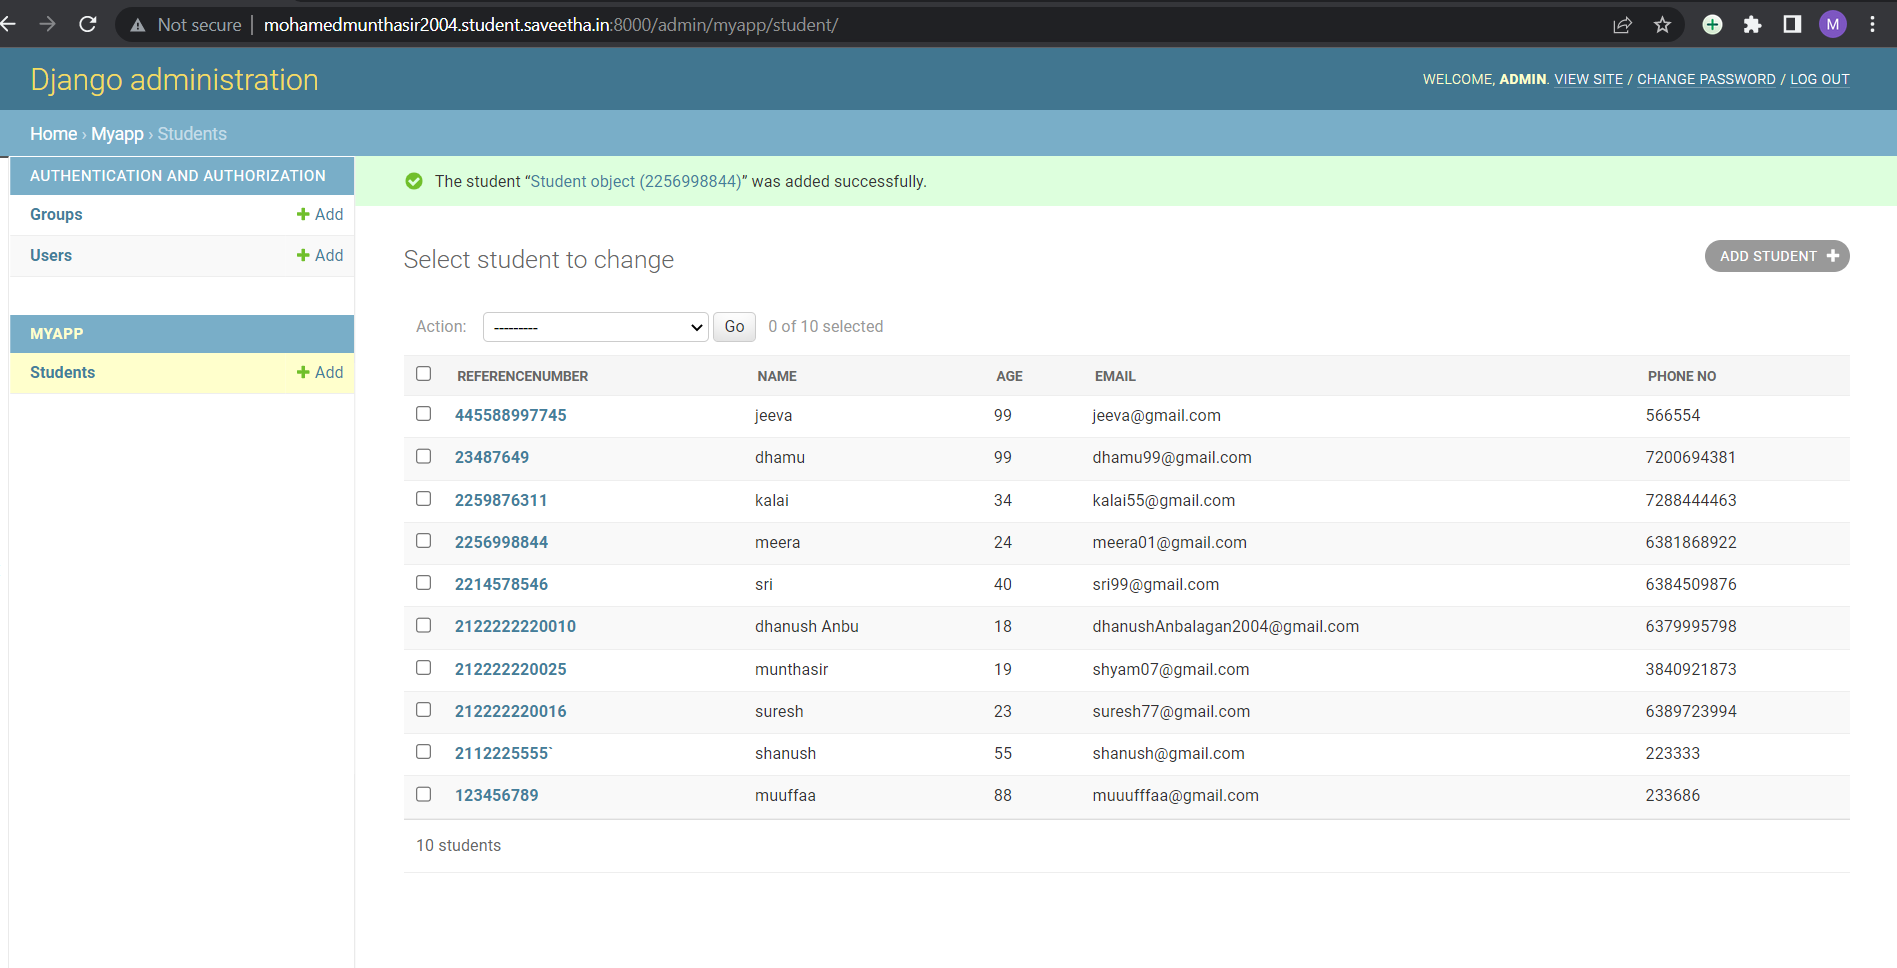 Not secure | mohamedmunthasir2004.student.saveetha.in:8000/admin/myapp/student/
M
Django administration
WELCOME, ADMIN. VIEW SITE / CHANGE PASSWORD / LOG OUT
Home › Myapp › Students
AUTHENTICATION AND AUTHORIZATION
Groups + Add
Users + Add
MYAPP
Students + Add
The student “Student object (2256998844)” was added successfully.
Select student to change
ADD STUDENT +
Action: --------- Go 0 of 10 selected
REFERENCENUMBER NAME AGE EMAIL PHONE NO
445588997745 jeeva 99 jeeva@gmail.com 566554
23487649 dhamu 99 dhamu99@gmail.com 7200694381
2259876311 kalai 34 kalai55@gmail.com 7288444463
2256998844 meera 24 meera01@gmail.com 6381868922
2214578546 sri 40 sri99@gmail.com 6384509876
2122222220010 dhanush Anbu 18 dhanushAnbalagan2004@gmail.com 6379995798
212222220025 munthasir 19 shyam07@gmail.com 3840921873
212222220016 suresh 23 suresh77@gmail.com 6389723994
2112225555` shanush 55 shanush@gmail.com 223333
123456789 muuffaa 88 muuufffaa@gmail.com 233686
10 students